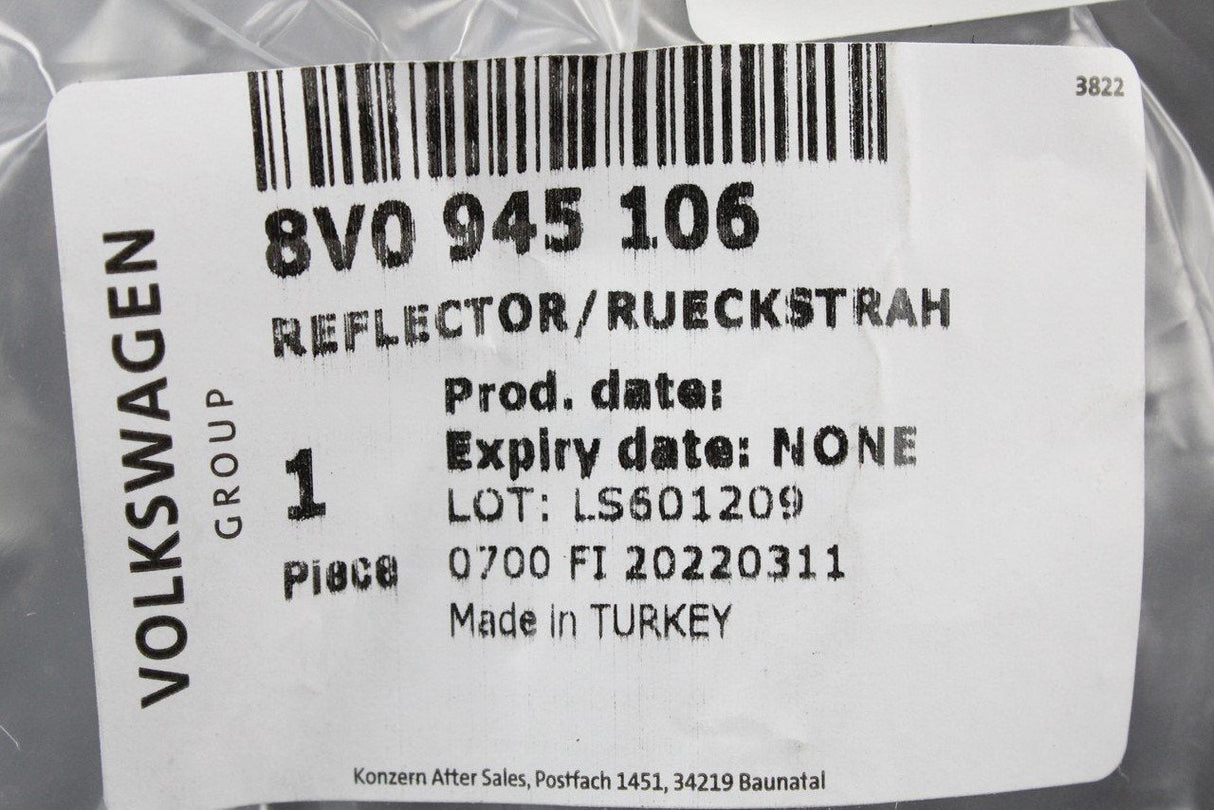 3822
8V0 945 106
REFLECTOR/RUECKSTRAH
Prod. date:
Expiry date: NONE
1
LOT: LS601209
Piece
0700 FI 20220311
Made in TURKEY
VOLKSWAGEN
GROUP
Konzern After Sales, Postfach 1451, 34219 Baunatal